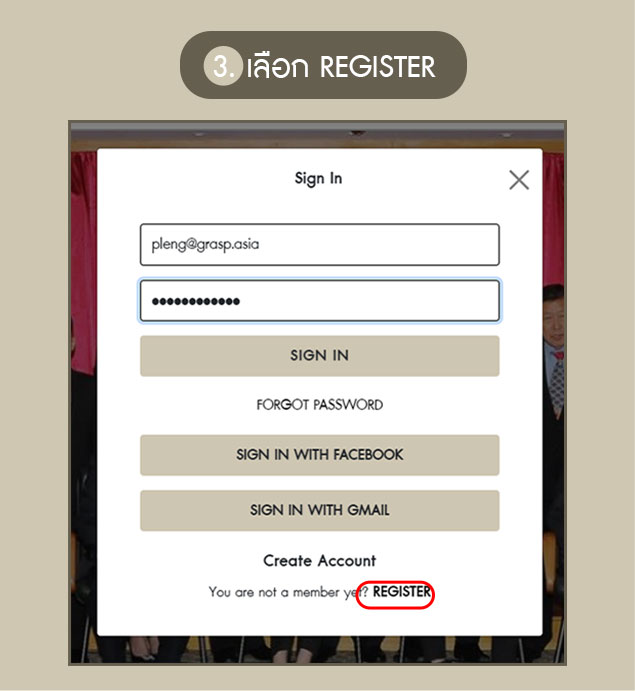 3. เลือก REGISTER
Sign In
pleng@grasp.asia
••••••••••••
SIGN IN
FORGOT PASSWORD
SIGN IN WITH FACEBOOK
SIGN IN WITH GMAIL
Create Account
You are not a member yet? REGISTER